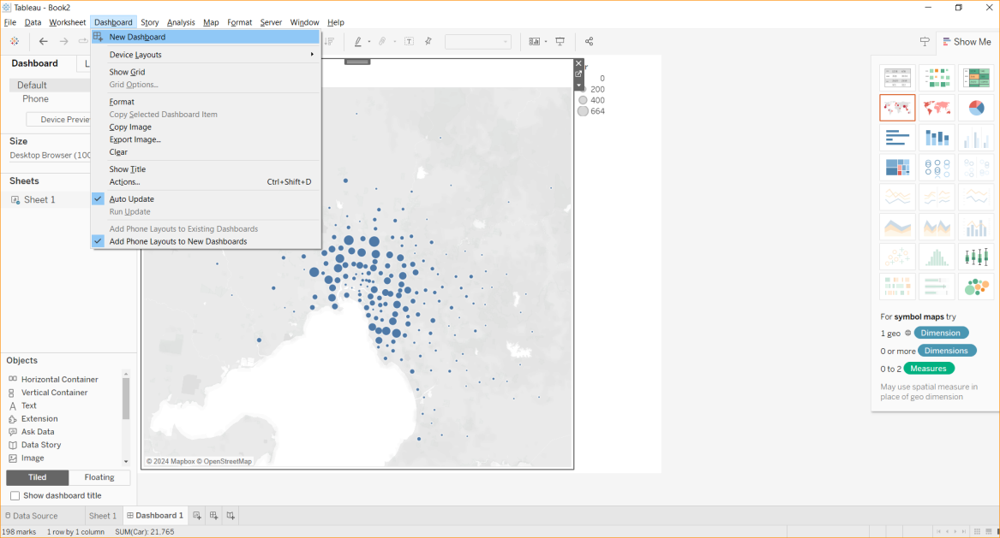 Tableau - Book2
File Data Worksheet Dashboard Story Analysis Map Format Server Window Help
Show Me
Dashboard
Default
Phone
Device Preview
Size
Desktop Browser (100
Sheets
Sheet 1
New Dashboard
Device Layouts
Show Grid
Grid Options...
Format
Copy Selected Dashboard Item
Copy Image
Export Image...
Clear
Show Title
Actions... Ctrl+Shift+D
Auto Update
Run Update
Add Phone Layouts to Existing Dashboards
Add Phone Layouts to New Dashboards
0
200
400
664
© 2024 Mapbox © OpenStreetMap
For symbol maps try
1 geo Dimension
0 or more Dimensions
0 to 2 Measures
May use spatial measure in
place of geo dimension
Objects
Horizontal Container
Vertical Container
Text
Extension
Ask Data
Data Story
Image
Tiled Floating
Show dashboard title
Data Source Sheet 1 Dashboard 1
198 marks 1 row by 1 column SUM(Car): 21.765